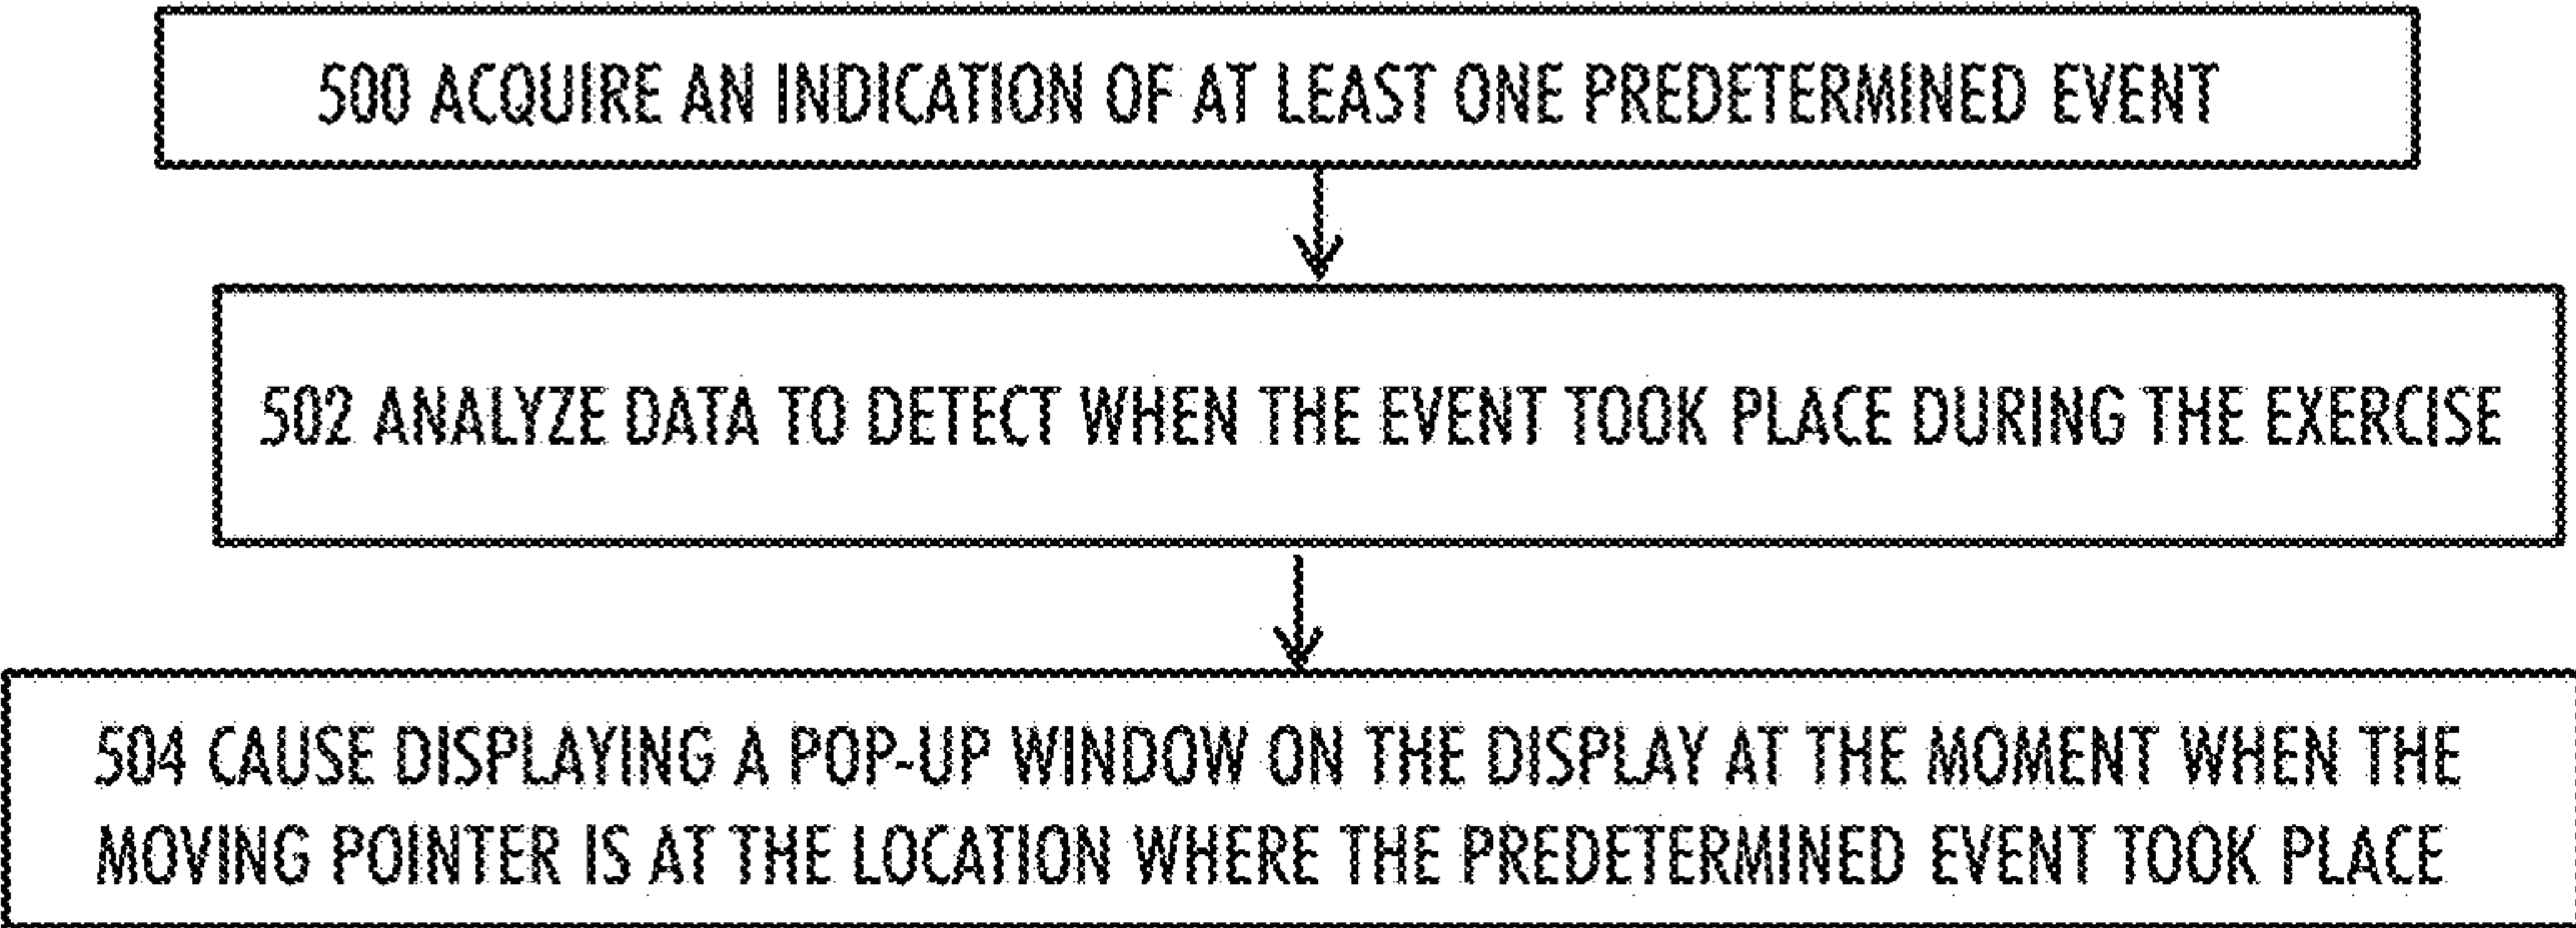 500 ACQUIRE AN INDICATION OF AT LEAST ONE PREDETERMINED EVENT
502 ANALYZE DATA TO DETECT WHEN THE EVENT TOOK PLACE DURING THE EXERCISE
504 CAUSE DISPLAYING A POP-UP WINDOW ON THE DISPLAY AT THE MOMENT WHEN THE
MOVING POINTER IS AT THE LOCATION WHERE THE PREDETERMINED EVENT TOOK PLACE